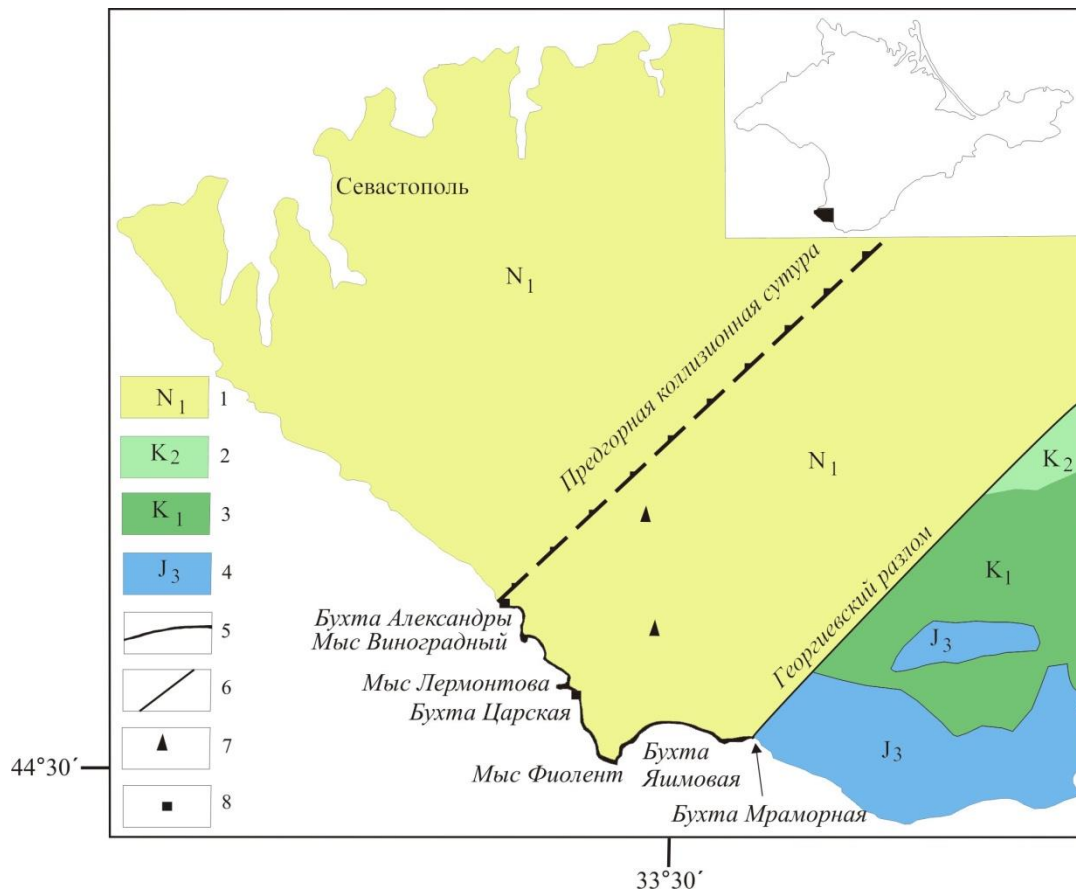 Севастополь
N₁
Предгорная коллизионная сутура
N₁
N₁ 1
K₂ 2
K₁ 3
J₃ 4
5
6
7
8
K₂
K₁
J₃
J₃
Георгиевский разлом
Бухта Александры
Мыс Виноградный
Мыс Лермонтова
Бухта Царская
Мыс Фиолент
Бухта
Яшмовая
Бухта Мраморная
44°30´
33°30´